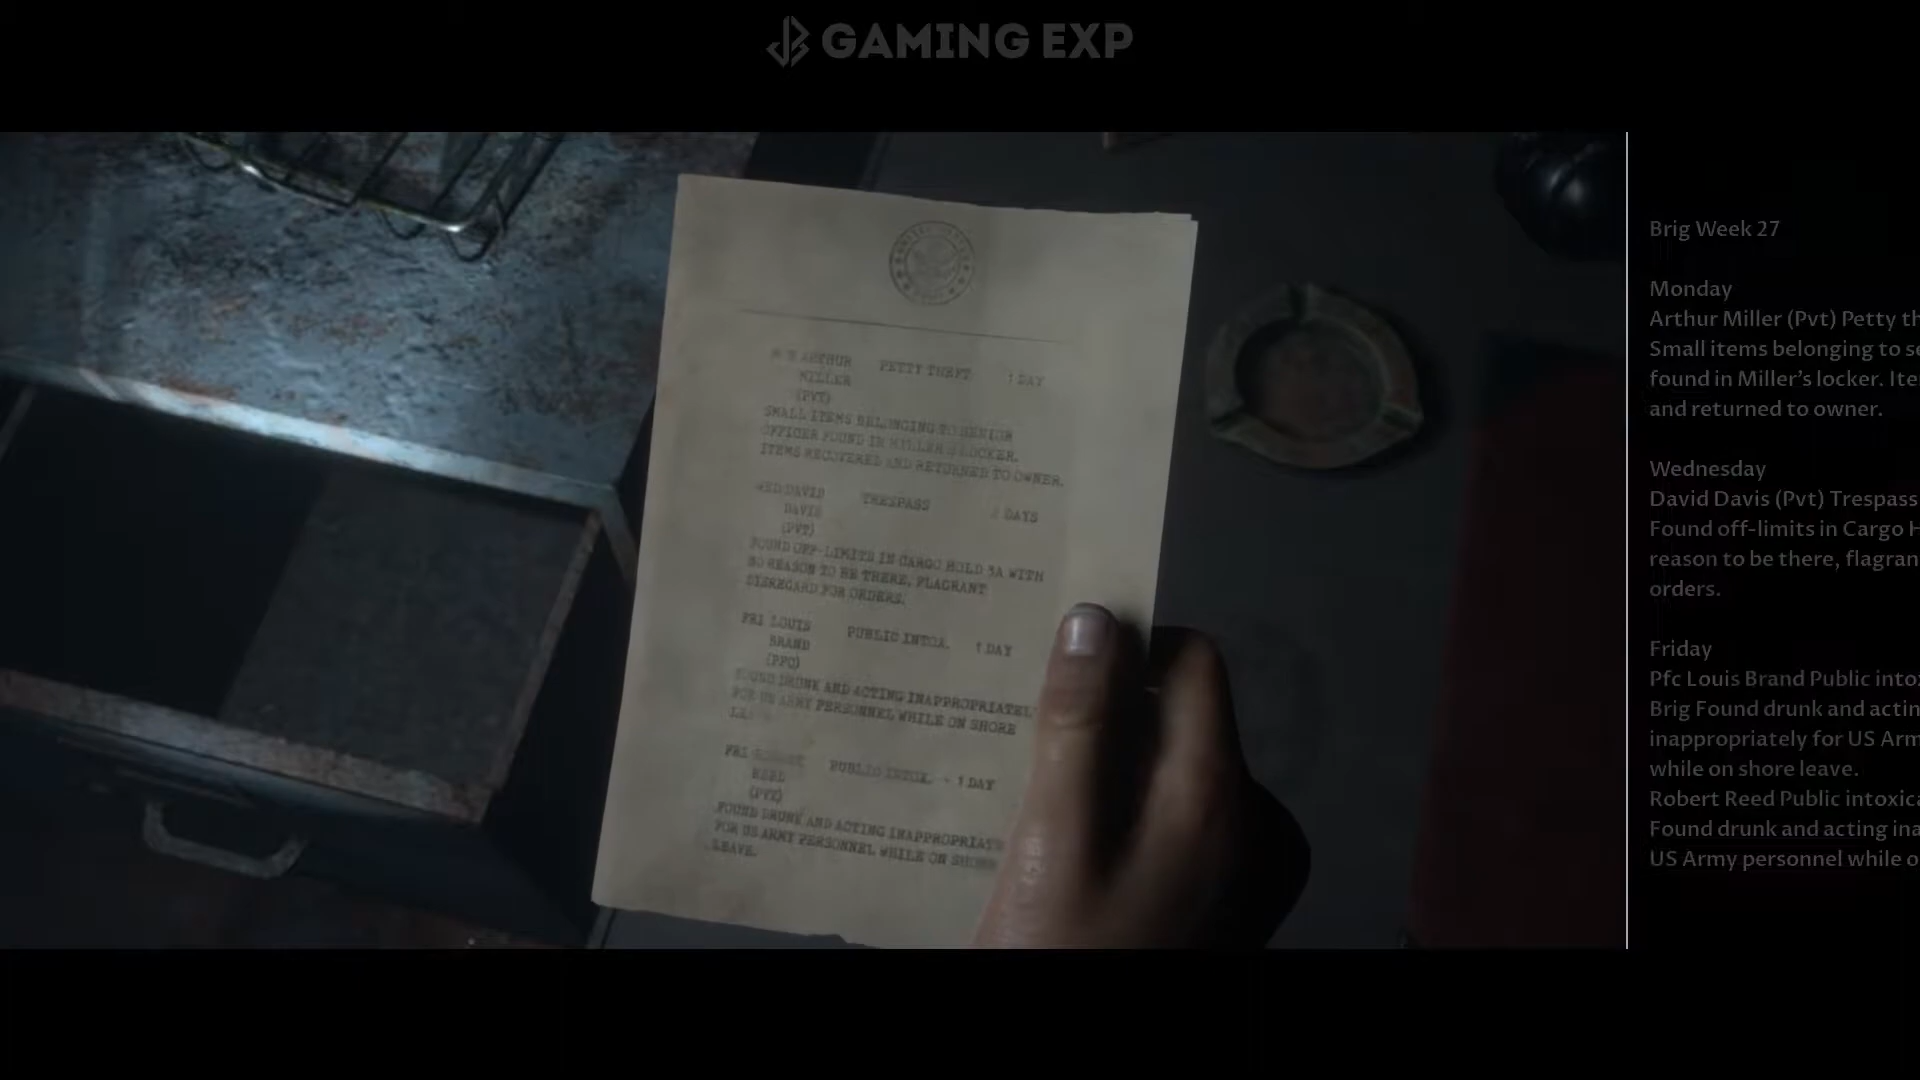 GAMING EXP
ARTHUR PETTY THEFT 1 DAY
MILLER
(PVT)
SMALL ITEMS BELONGING TO SENIOR
OFFICER FOUND IN MILLER'S LOCKER.
ITEMS RECOVERED AND RETURNED TO OWNER.
WED DAVID TRESPASS 2 DAYS
DAVIS
(PVT)
FOUND OFF-LIMITS IN CARGO HOLD 3A WITH
NO REASON TO BE THERE, FLAGRANT
DISREGARD FOR ORDERS.
FRI LOUIS PUBLIC INTOX. 1 DAY
BRAND
(PFC)
FOUND DRUNK AND ACTING INAPPROPRIATELY
FOR US ARMY PERSONNEL WHILE ON SHORE
FRI ROBERT PUBLIC INTOX. - 1 DAY
REED
(PVT)
FOUND DRUNK AND ACTING INAPPROPRIATE
FOR US ARMY PERSONNEL WHILE ON SHORE
LEAVE.
Brig Week 27
Monday
Arthur Miller (Pvt) Petty th
Small items belonging to se
found in Miller's locker. Ite
and returned to owner.
Wednesday
David Davis (Pvt) Trespass
Found off-limits in Cargo H
reason to be there, flagran
orders.
Friday
Pfc Louis Brand Public into
Brig Found drunk and actin
inappropriately for US Arm
while on shore leave.
Robert Reed Public intoxica
Found drunk and acting ina
US Army personnel while o